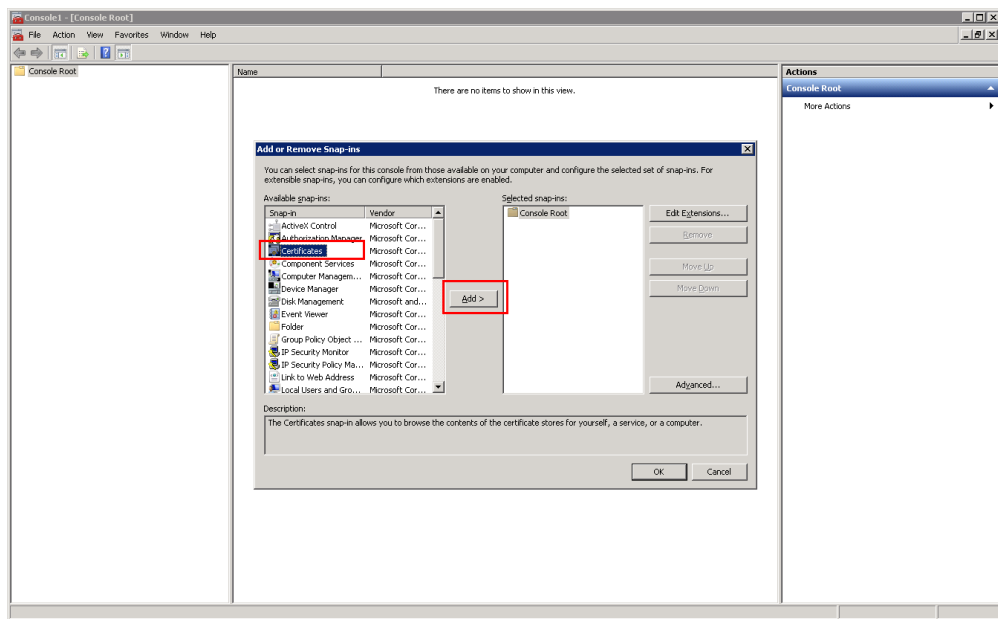 Console1 - [Console Root]
File Action View Favorites Window Help
Console Root
Name
There are no items to show in this view.
Actions
Console Root
More Actions
Add or Remove Snap-ins
You can select snap-ins for this console from those available on your computer and configure the selected set of snap-ins. For
extensible snap-ins, you can configure which extensions are enabled.
Available snap-ins:
Snap-in Vendor
ActiveX Control Microsoft Cor...
Authorization Manager Microsoft Cor...
Certificates Microsoft Cor...
Component Services Microsoft Cor...
Computer Managem... Microsoft Cor...
Device Manager Microsoft Cor...
Disk Management Microsoft and...
Event Viewer Microsoft Cor...
Folder Microsoft Cor...
Group Policy Object ... Microsoft Cor...
IP Security Monitor Microsoft Cor...
IP Security Policy Ma... Microsoft Cor...
Link to Web Address Microsoft Cor...
Local Users and Gro... Microsoft Cor...
Add >
Selected snap-ins:
Console Root
Edit Extensions...
Remove
Move Up
Move Down
Advanced...
Description:
The Certificates snap-in allows you to browse the contents of the certificate stores for yourself, a service, or a computer.
OK Cancel